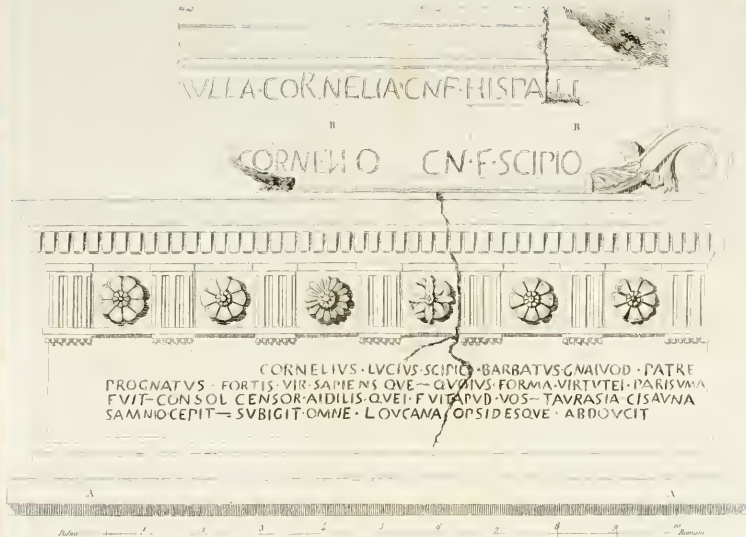 VLLA·CORNELIA·CN·F·HISPALLI
B B
CORNELIO CN·F·SCIPIO
CORNELIVS·LVCIVS·SCIPIO·BARBATVS·GNAIVOD·PATRE
PROGNATVS·FORTIS·VIR·SAPIENS QVE—QVOIVS·FORMA·VIRTVTEI·PARISVMA
FVIT—CONSOL CENSOR·AIDILIS·QVEI·FVIT APVD·VOS—TAVRASIA·CISAVNA
SAMNIO·CEPIT—SVBIGIT·OMNE·LOVCANA OPSIDESQVE·ABDOVCIT
A A
1 2 3 4 5 6 7 8 9 10